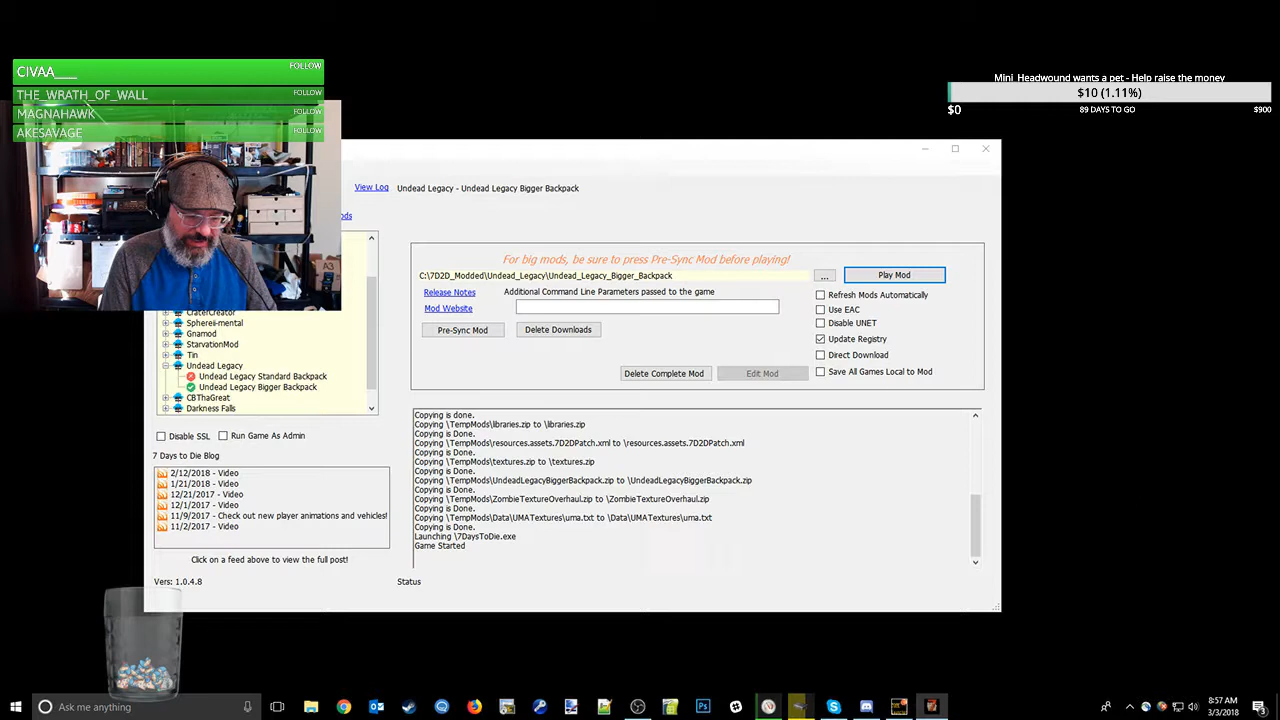 CIVAA___
FOLLOW
THE_WRATH_OF_WALL
FOLLOW
MAGNAHAWK
FOLLOW
AKESAVAGE
FOLLOW
Mini_Headwound wants a pet - Help raise the money
$10 (1.11%)
$0
89 DAYS TO GO
$900
View Log
Undead Legacy - Undead Legacy Bigger Backpack
For big mods, be sure to press Pre-Sync Mod before playing!
C:\7D2D_Modded\Undead_Legacy\Undead_Legacy_Bigger_Backpack
...
Play Mod
Release Notes
Additional Command Line Parameters passed to the game
Refresh Mods Automatically
Mod Website
Use EAC
Disable UNET
Pre-Sync Mod
Delete Downloads
Update Registry
Direct Download
Delete Complete Mod
Edit Mod
Save All Games Local to Mod
CraterCreator
Sphereii-mental
Gnamod
StarvationMod
Tin
Undead Legacy
Undead Legacy Standard Backpack
Undead Legacy Bigger Backpack
CBThaGreat
Darkness Falls
Disable SSL
Run Game As Admin
7 Days to Die Blog
2/12/2018 - Video
1/21/2018 - Video
12/21/2017 - Video
12/1/2017 - Video
11/9/2017 - Check out new player animations and vehicles!
11/2/2017 - Video
Click on a feed above to view the full post!
Vers: 1.0.4.8
Status
Copying is done.
Copying \TempMods\libraries.zip to \libraries.zip
Copying is Done.
Copying \TempMods\resources.assets.7D2DPatch.xml to \resources.assets.7D2DPatch.xml
Copying is Done.
Copying \TempMods\textures.zip to \textures.zip
Copying is Done.
Copying \TempMods\UndeadLegacyBiggerBackpack.zip to \UndeadLegacyBiggerBackpack.zip
Copying is Done.
Copying \TempMods\ZombieTextureOverhaul.zip to \ZombieTextureOverhaul.zip
Copying is Done.
Copying \TempMods\Data\UMATextures\uma.txt to \Data\UMATextures\uma.txt
Copying is Done.
Launching \7DaysToDie.exe
Game Started
Ask me anything
8:57 AM
3/3/2018